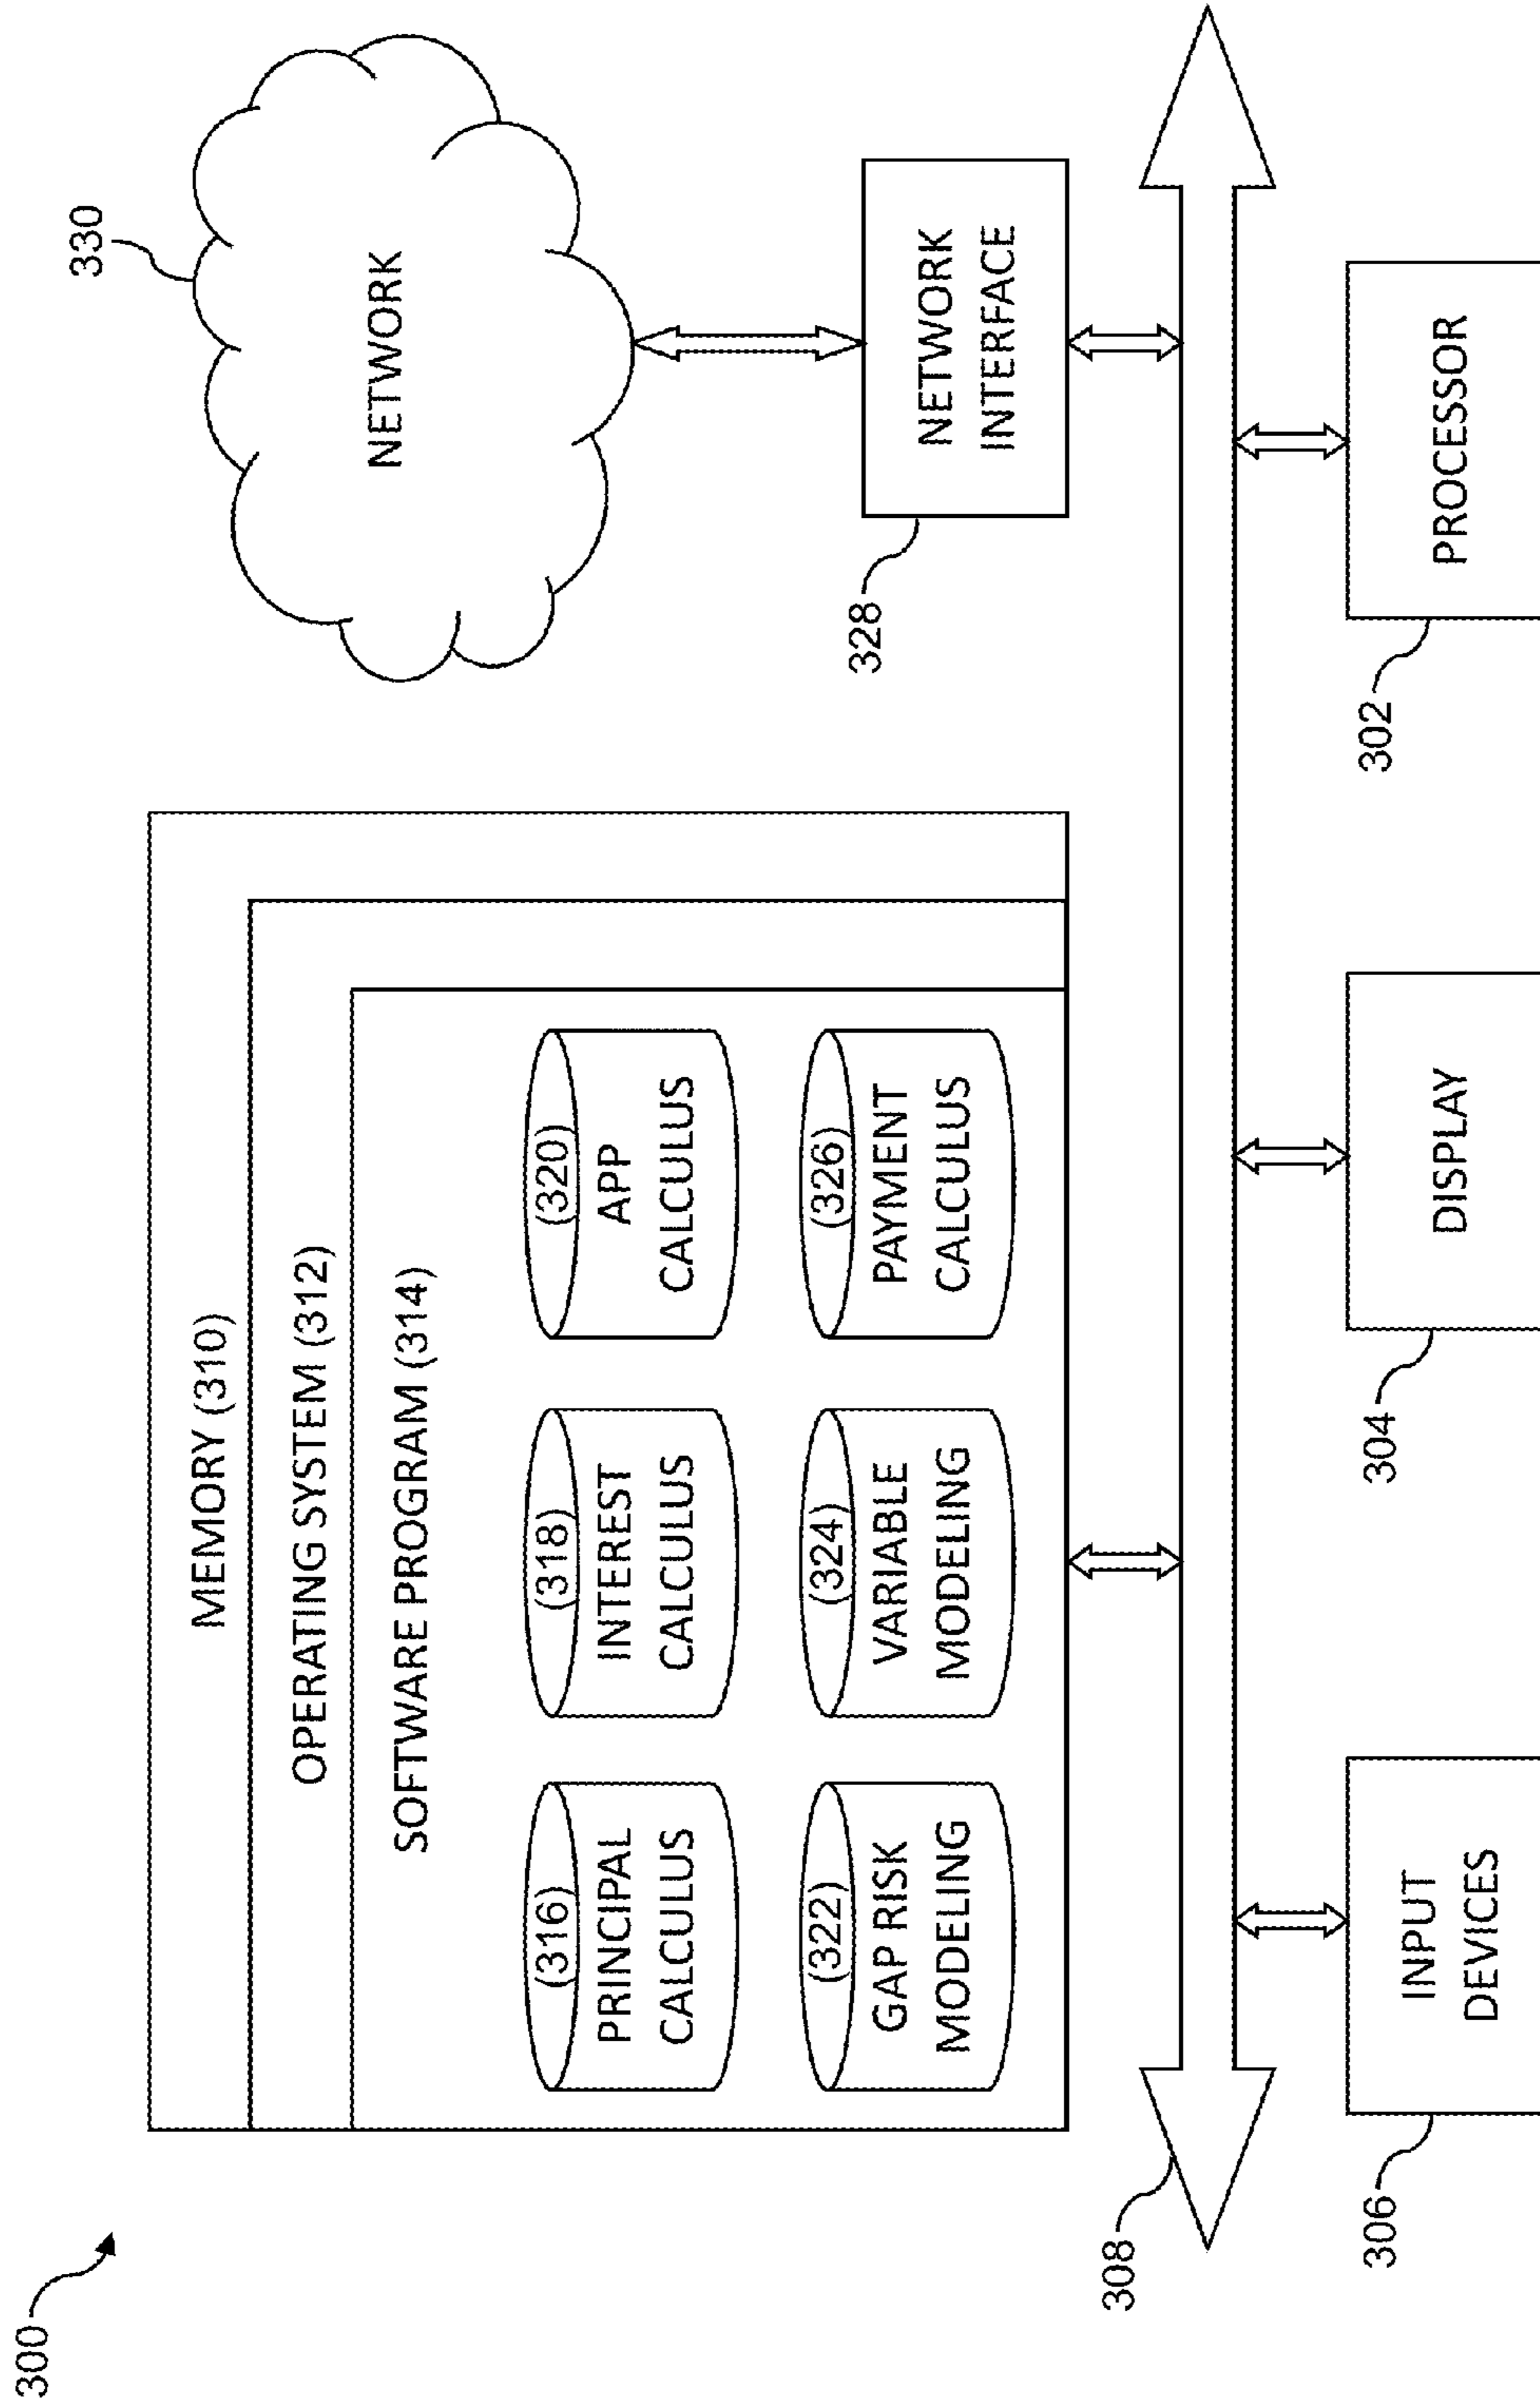 300
MEMORY (310)
OPERATING SYSTEM (312)
SOFTWARE PROGRAM (314)
(316)
PRINCIPAL
CALCULUS
(318)
INTEREST
CALCULUS
(320)
APP
CALCULUS
(322)
GAP RISK
MODELING
(324)
VARIABLE
MODELING
(326)
PAYMENT
CALCULUS
330
NETWORK
328
NETWORK
INTERFACE
308
306
INPUT
DEVICES
304
DISPLAY
302
PROCESSOR